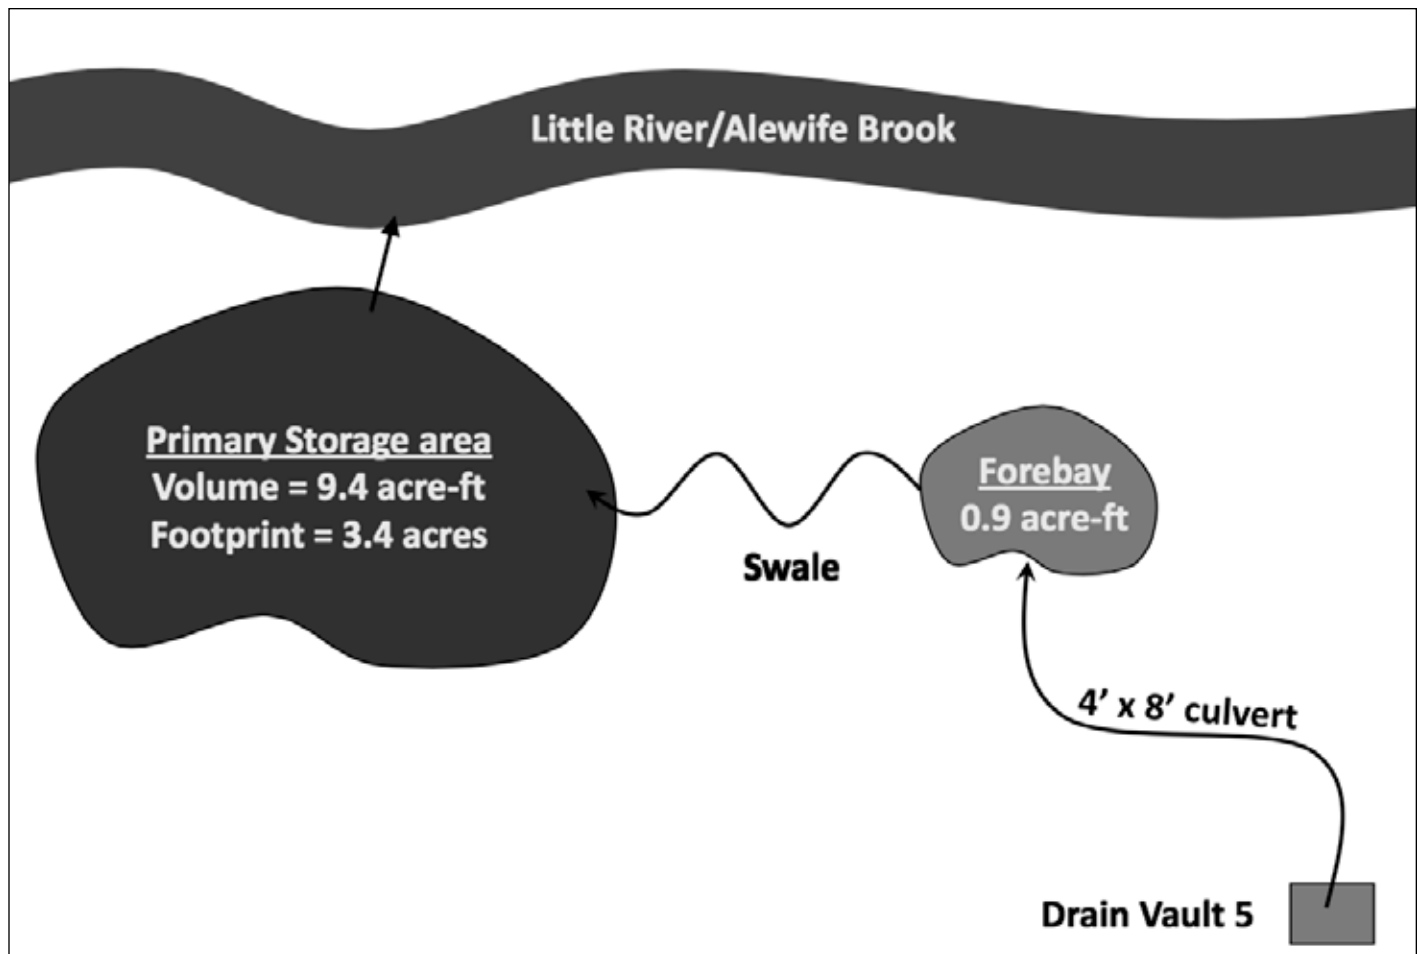 Little River/Alewife Brook
Primary Storage area
Volume = 9.4 acre-ft
Footprint = 3.4 acres
Forebay
0.9 acre-ft
Swale
4’ x 8’ culvert
Drain Vault 5